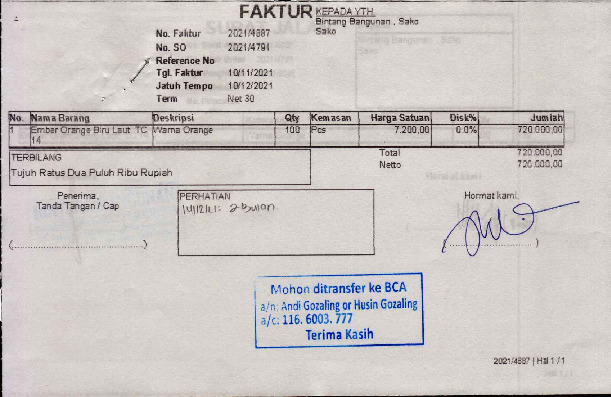 FAKTUR
KEPADA YTH.
Bintang Bangunan , Sako
Sako
No. Faktur 2021/4887
No. SO 2021/4791
Reference No
Tgl. Faktur 10/11/2021
Jatuh Tempo 10/12/2021
Term Net 30
No. Nama Barang Deskripsi Qty Kemasan Harga Satuan Disk% Jumlah
1 Ember Orange Biru Laut TC Warna Orange 100 Pcs 7.200,00 0.0% 720.000,00
14
TERBILANG
Tujuh Ratus Dua Puluh Ribu Rupiah
Total 720.000,00
Netto 720.000,00
Penerima,
Tanda Tangan / Cap
(....................................)
PERHATIAN
2 Bulan
Hormat kami,
Mohon ditransfer ke BCA
a/n: Andi Gozaling or Husin Gozaling
a/c: 116. 6003. 777
Terima Kasih
2021/4887 | Hal 1 / 1